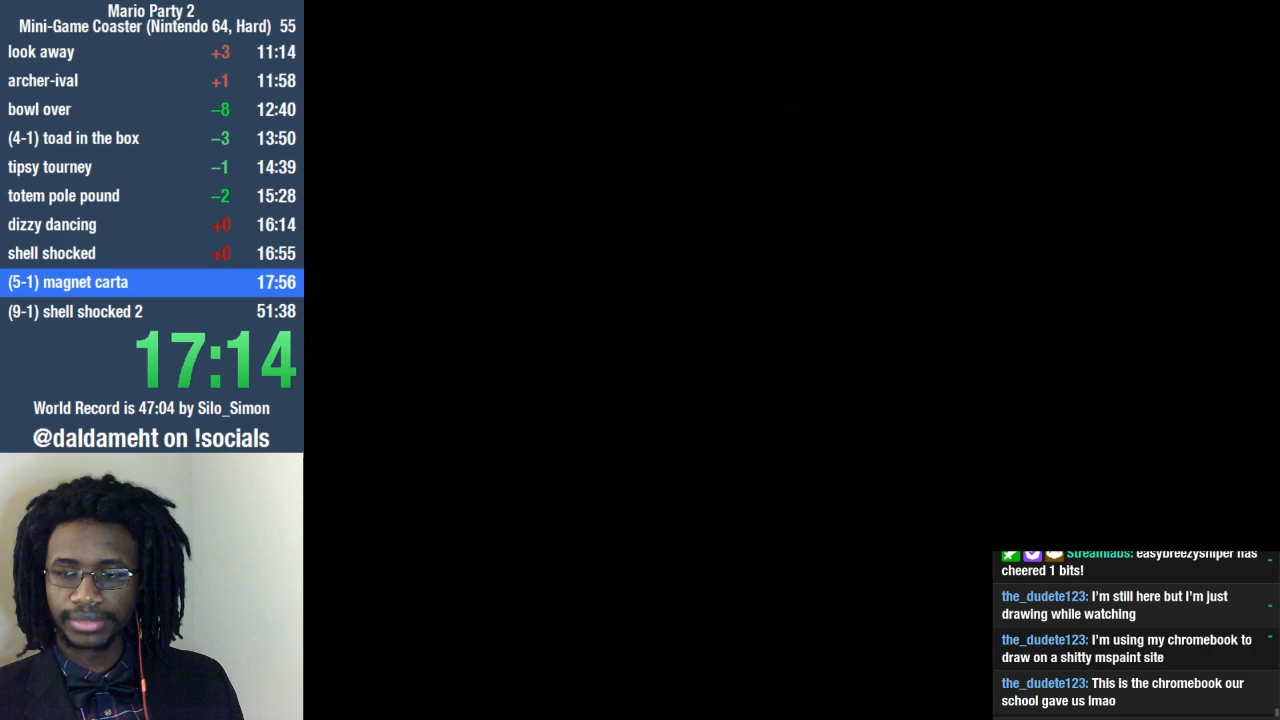 Mario Party 2
Mini-Game Coaster (Nintendo 64, Hard) 55
look away +3 11:14
archer-ival +1 11:58
bowl over −8 12:40
(4-1) toad in the box −3 13:50
tipsy tourney −1 14:39
totem pole pound −2 15:28
dizzy dancing +0 16:14
shell shocked +0 16:55
(5-1) magnet carta 17:56
(9-1) shell shocked 2 51:38
17:14
World Record is 47:04 by Silo_Simon
@daldameht on !socials
Streamlabs: easybreezysniper has
cheered 1 bits!
the_dudete123: I'm still here but I'm just
drawing while watching
the_dudete123: I'm using my chromebook to
draw on a shitty mspaint site
the_dudete123: This is the chromebook our
school gave us lmao